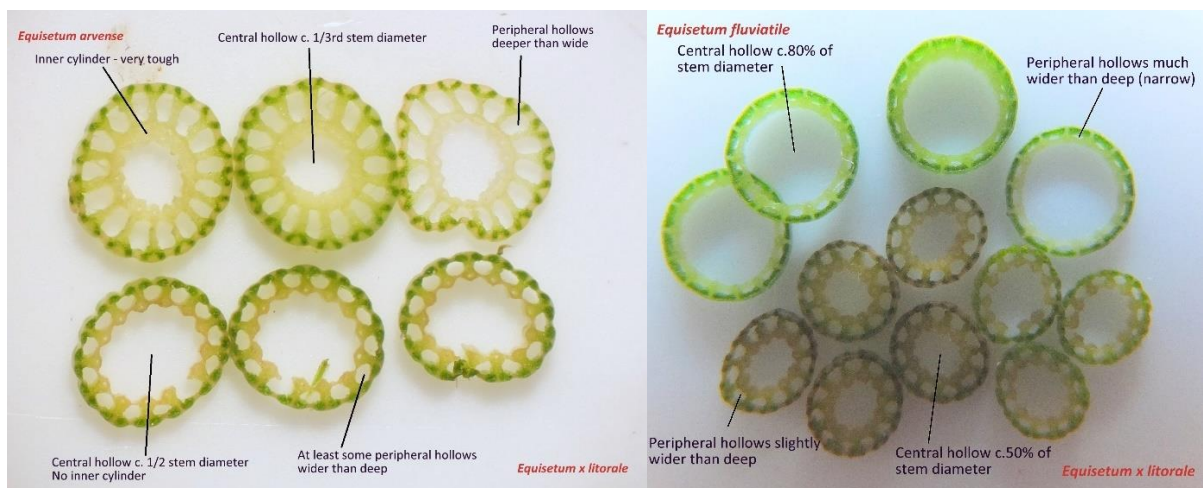 Equisetum arvense
Inner cylinder - very tough
Central hollow c. 1/3rd stem diameter
Peripheral hollows
deeper than wide
Central hollow c. 1/2 stem diameter
No inner cylinder
At least some peripheral hollows
wider than deep
Equisetum x litorale
Equisetum fluviatile
Central hollow c.80% of
stem diameter
Peripheral hollows much
wider than deep (narrow)
Peripheral hollows slightly
wider than deep
Central hollow c.50% of
stem diameter
Equisetum x litorale